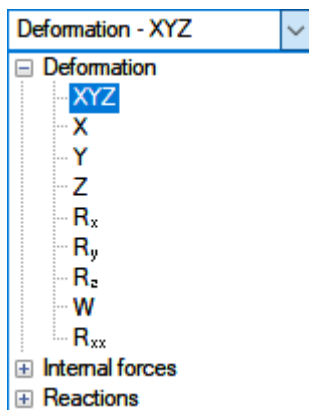 Deformation - XYZ
Deformation
XYZ
X
Y
Z
Rx
Ry
Rz
W
Rxx
Internal forces
Reactions